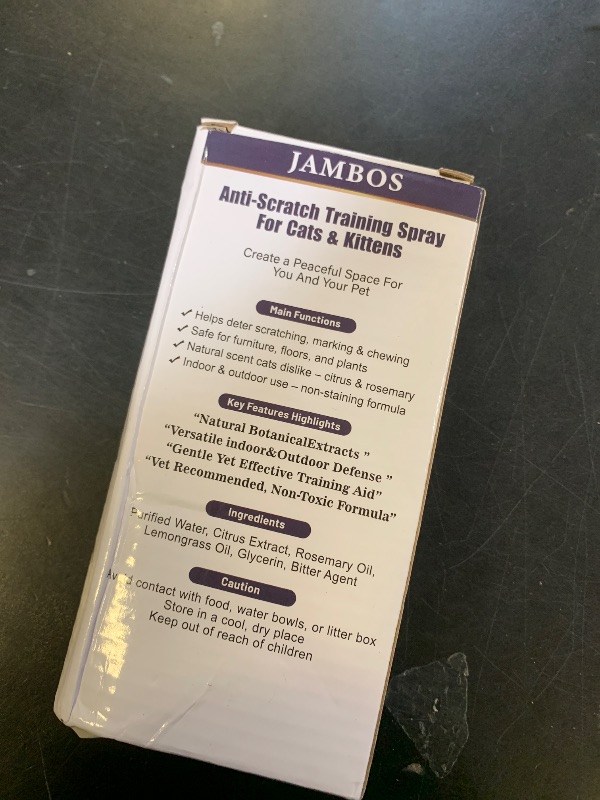 JAMBOS
Anti-Scratch Training Spray
For Cats & Kittens
Create a Peaceful Space For
You And Your Pet
Main Functions
✓ Helps deter scratching, marking & chewing
✓ Safe for furniture, floors, and plants
✓ Natural scent cats dislike – citrus & rosemary
✓ Indoor & outdoor use – non-staining formula
Key Features Highlights
“Natural BotanicalExtracts ”
“Versatile indoor&Outdoor Defense ”
“Gentle Yet Effective Training Aid”
“Vet Recommended, Non-Toxic Formula”
Ingredients
Purified Water, Citrus Extract, Rosemary Oil,
Lemongrass Oil, Glycerin, Bitter Agent
Caution
Avoid contact with food, water bowls, or litter box
Store in a cool, dry place
Keep out of reach of children